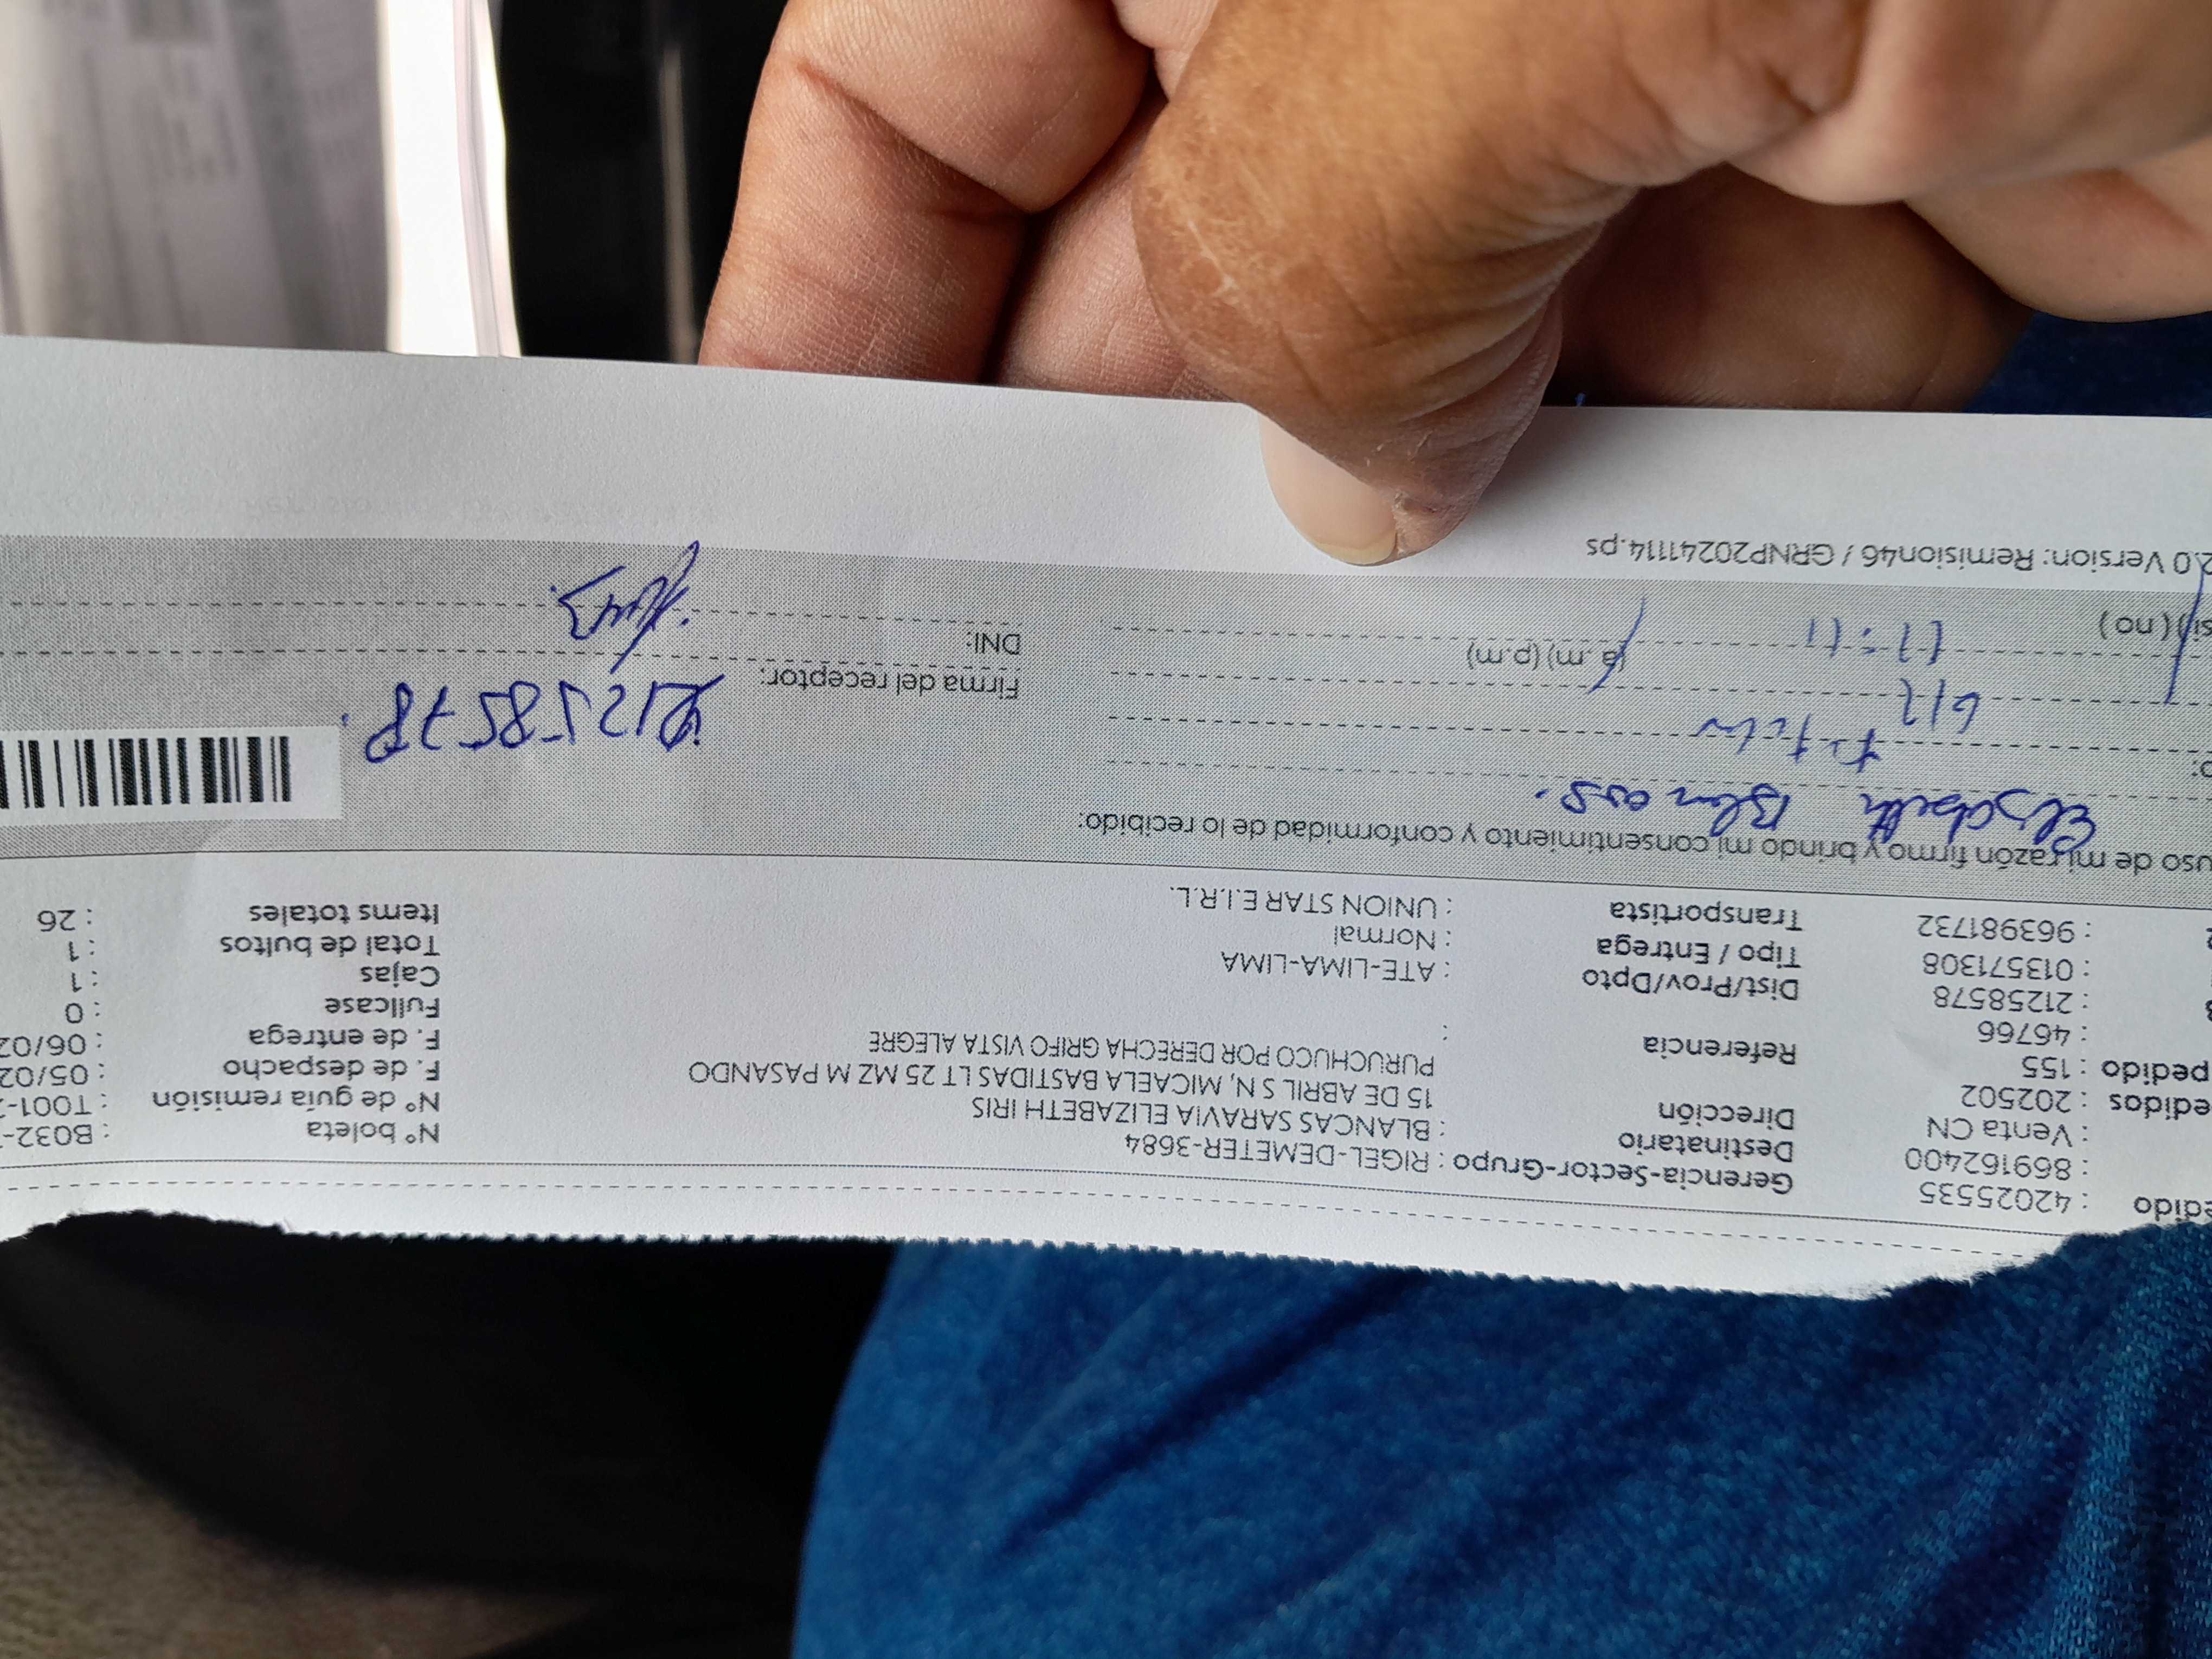 edido : 42025535 Gerencia-Sector-Grupo : RIGEL-DEMETER-3684 Nº boleta : B032-
: 869162400 Destinatario : BLANCAS SARAVIA ELIZABETH IRIS Nº de guía remisión : T001-
: Venta CN Dirección 15 DE ABRIL S N, MICAELA BASTIDAS LT 25 MZ M PASANDO F. de despacho : 05/02
edidos : 202502 PURUCHUCO POR DERECHA GRIFO VISTA ALEGRE F. de entrega : 06/02
pedido : 155 Referencia : Fullcase : 0
: 46766 Dist/Prov/Dpto : ATE-LIMA-LIMA Cajas : 1
: 21258578 Tipo / Entrega : Normal Total de bultos : 1
: 013571308 Transportista : UNION STAR E.I.R.L. Items totales : 26
: 963981732
uso de mi razón firmo y brindo mi consentimiento y conformidad de lo recibido:
Elizabeth Blancas.
o: Titular
6/2 21258578
(a.m) (p.m) Firma del receptor:
si) (no) DNI:
2.0 Version: Remision46 / GRNP20241114.ps